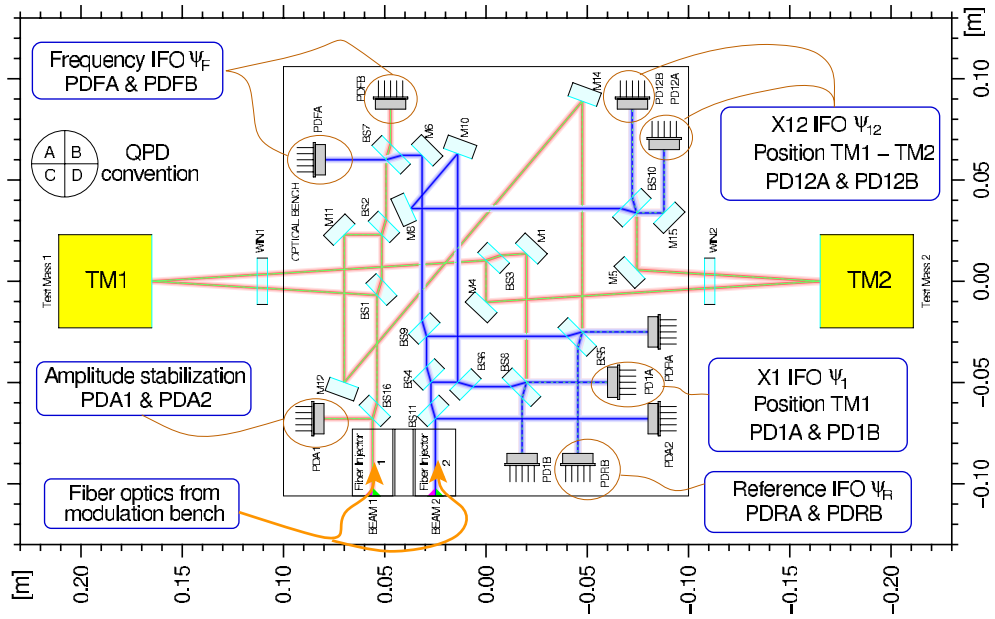 [m]
0.10
0.05
0.00
−0.05
−0.10
Frequency IFO Ψ_F
PDFA & PDFB
A B
C D
QPD
convention
X12 IFO Ψ_12
Position TM1 − TM2
PD12A & PD12B
PDFB
PDFA
BS7
M6
M10
M14
PD12B
PD12A
OPTICAL BENCH
M11
BS2
M8
BS10
M15
WIN1
Test Mass 1
TM1
BS1
M4
BS3
M1
M5
WIN2
TM2
Test Mass 2
BS9
BS4
BS6
BS8
BS5
PDRA
M12
BS16
BS11
PD1A
PDA1
Fiber Injector
1
Fiber Injector
2
PD1B
PDRB
PDA2
BEAM 1
BEAM 2
Amplitude stabilization
PDA1 & PDA2
X1 IFO Ψ_1
Position TM1
PD1A & PD1B
Fiber optics from
modulation bench
Reference IFO Ψ_R
PDRA & PDRB
[m]
0.20
0.15
0.10
0.05
0.00
−0.05
−0.10
−0.15
−0.20